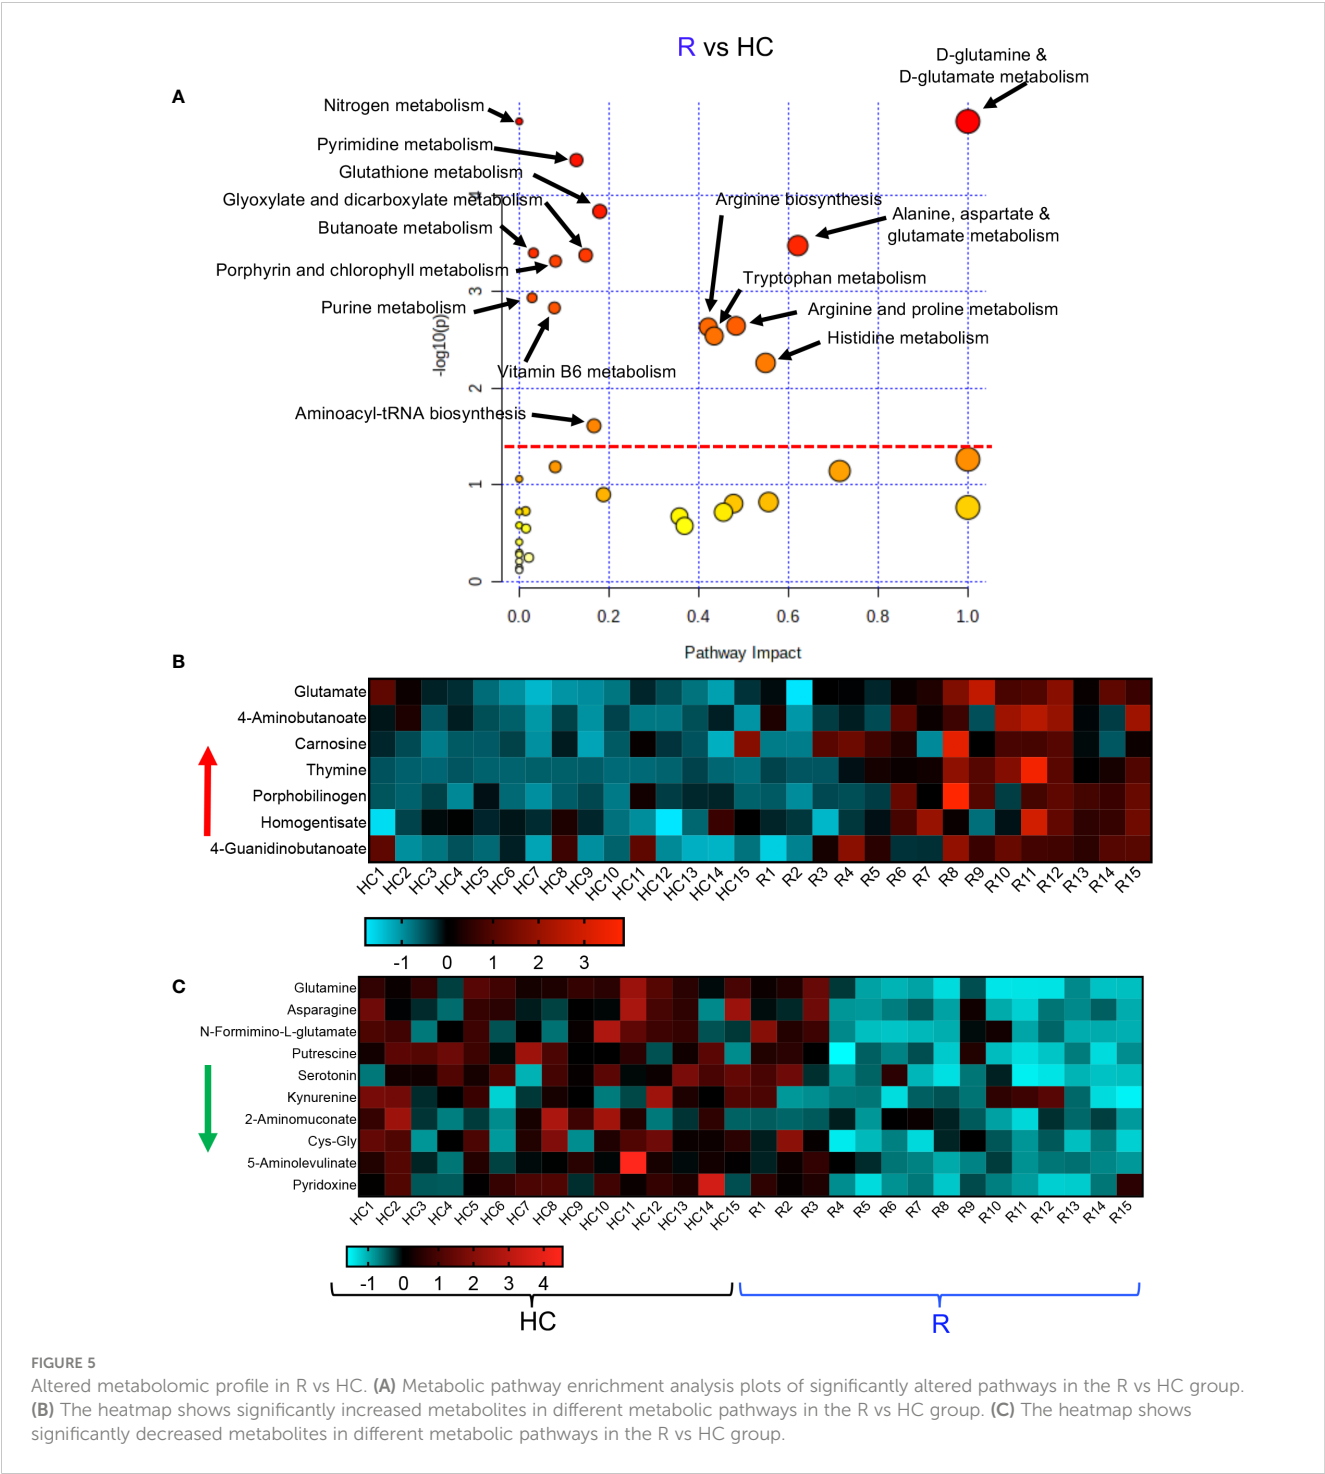 R vs HC
D-glutamine &
D-glutamate metabolism
A
Nitrogen metabolism
Pyrimidine metabolism
Glutathione metabolism
Glyoxylate and dicarboxylate metabolism
Butanoate metabolism
Porphyrin and chlorophyll metabolism
Purine metabolism
Vitamin B6 metabolism
Aminoacyl-tRNA biosynthesis
Arginine biosynthesis
Alanine, aspartate &
glutamate metabolism
Tryptophan metabolism
Arginine and proline metabolism
Histidine metabolism
-log10(p)
4
3
2
1
0
0.0 0.2 0.4 0.6 0.8 1.0
Pathway Impact
B
Glutamate
4-Aminobutanoate
Carnosine
Thymine
Porphobilinogen
Homogentisate
4-Guanidinobutanoate
HC1 HC2 HC3 HC4 HC5 HC6 HC7 HC8 HC9 HC10 HC11 HC12 HC13 HC14 HC15 R1 R2 R3 R4 R5 R6 R7 R8 R9 R10 R11 R12 R13 R14 R15
-1 0 1 2 3
C
Glutamine
Asparagine
N-Formimino-L-glutamate
Putrescine
Serotonin
Kynurenine
2-Aminomuconate
Cys-Gly
5-Aminolevulinate
Pyridoxine
HC1 HC2 HC3 HC4 HC5 HC6 HC7 HC8 HC9 HC10 HC11 HC12 HC13 HC14 HC15 R1 R2 R3 R4 R5 R6 R7 R8 R9 R10 R11 R12 R13 R14 R15
-1 0 1 2 3 4
HC R
FIGURE 5
Altered metabolomic profile in R vs HC. (A) Metabolic pathway enrichment analysis plots of significantly altered pathways in the R vs HC group.
(B) The heatmap shows significantly increased metabolites in different metabolic pathways in the R vs HC group. (C) The heatmap shows
significantly decreased metabolites in different metabolic pathways in the R vs HC group.